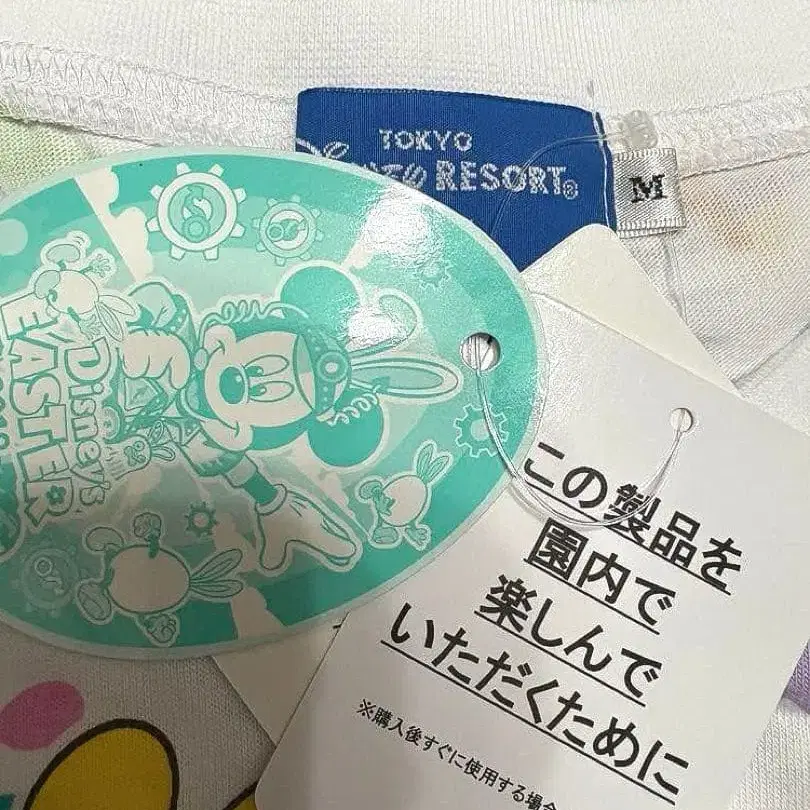 TOKYO
RESORT®
M
Disney's
EASTER
この製品を
園内で
楽しんで
いただくために
※購入後すぐに使用する場合